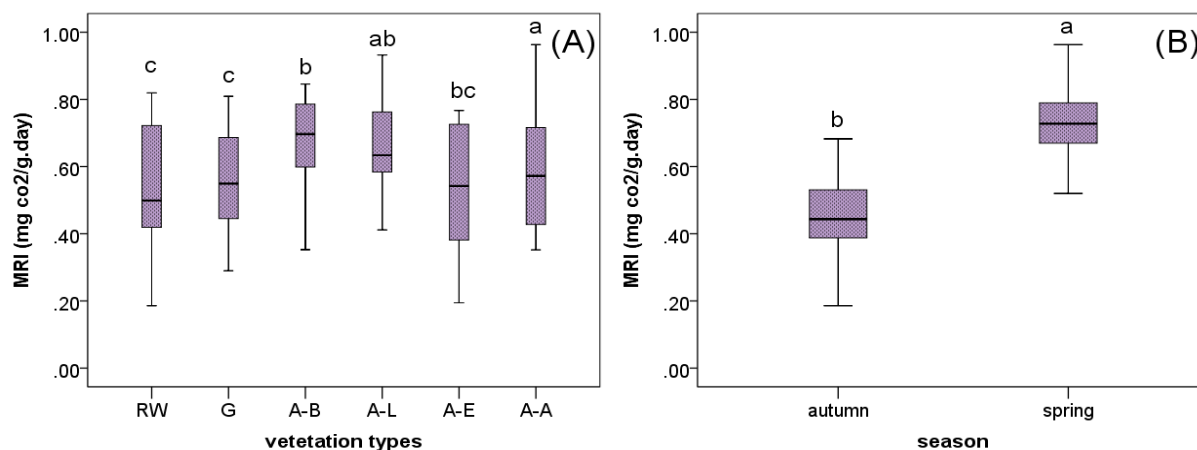 (A)
MRI (mg co2/g.day)
1.00
.80
.60
.40
.20
.00
c
c
b
ab
bc
a
RW G A-B A-L A-E A-A
vetetation types
(B)
MRI (mg co2/g.day)
1.00
.80
.60
.40
.20
.00
b
a
autumn spring
season